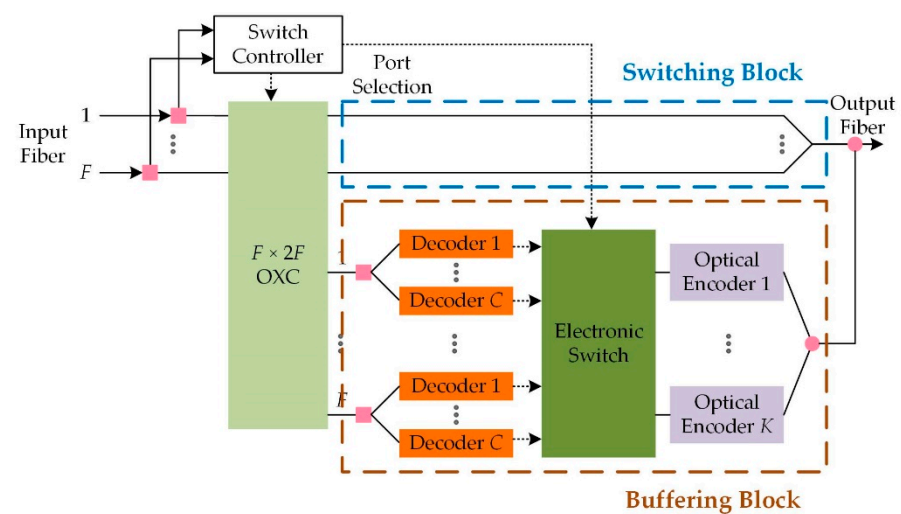 Switch
Controller
Port
Selection
Switching Block
Output
Fiber
Input
Fiber
1
F
F × 2F
OXC
1
Decoder 1
Decoder C
F
Decoder 1
Decoder C
Electronic
Switch
Optical
Encoder 1
Optical
Encoder K
Buffering Block